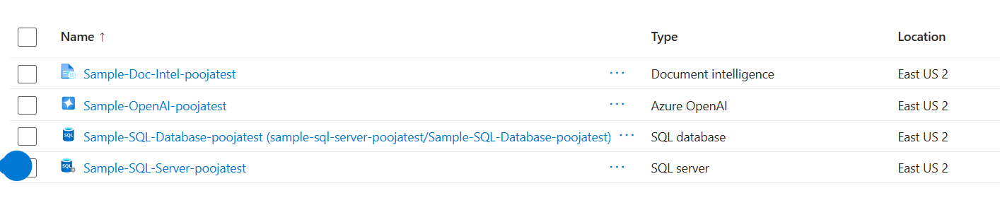 Name ↑ Type Location
Sample-Doc-Intel-poojatest ··· Document intelligence East US 2
Sample-OpenAI-poojatest ··· Azure OpenAI East US 2
SQL Sample-SQL-Database-poojatest (sample-sql-server-poojatest/Sample-SQL-Database-poojatest) ··· SQL database East US 2
SQL Sample-SQL-Server-poojatest ··· SQL server East US 2